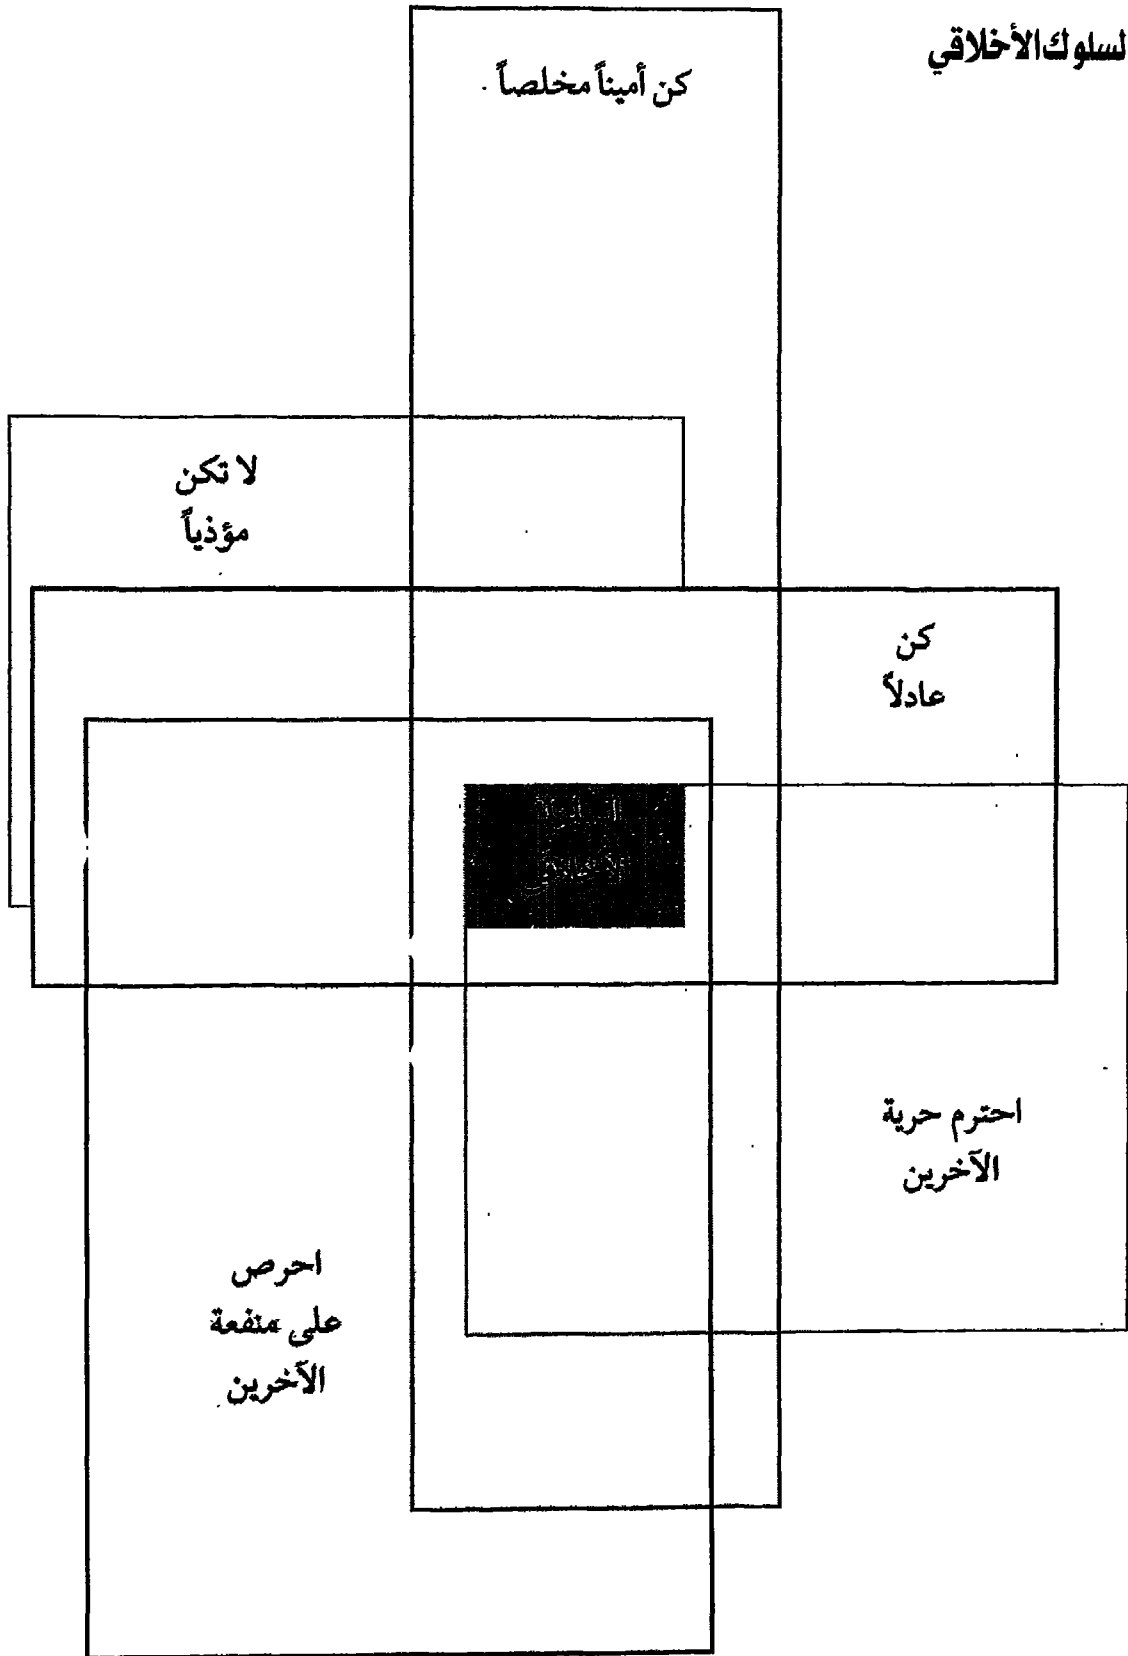 لسلوك الأخلاقي
كن أميناً مخلصاً .
لا تكن
مؤذياً
كن
عادلاً
احترم حرية
الآخرين
احرص
على منفعة
الآخرين